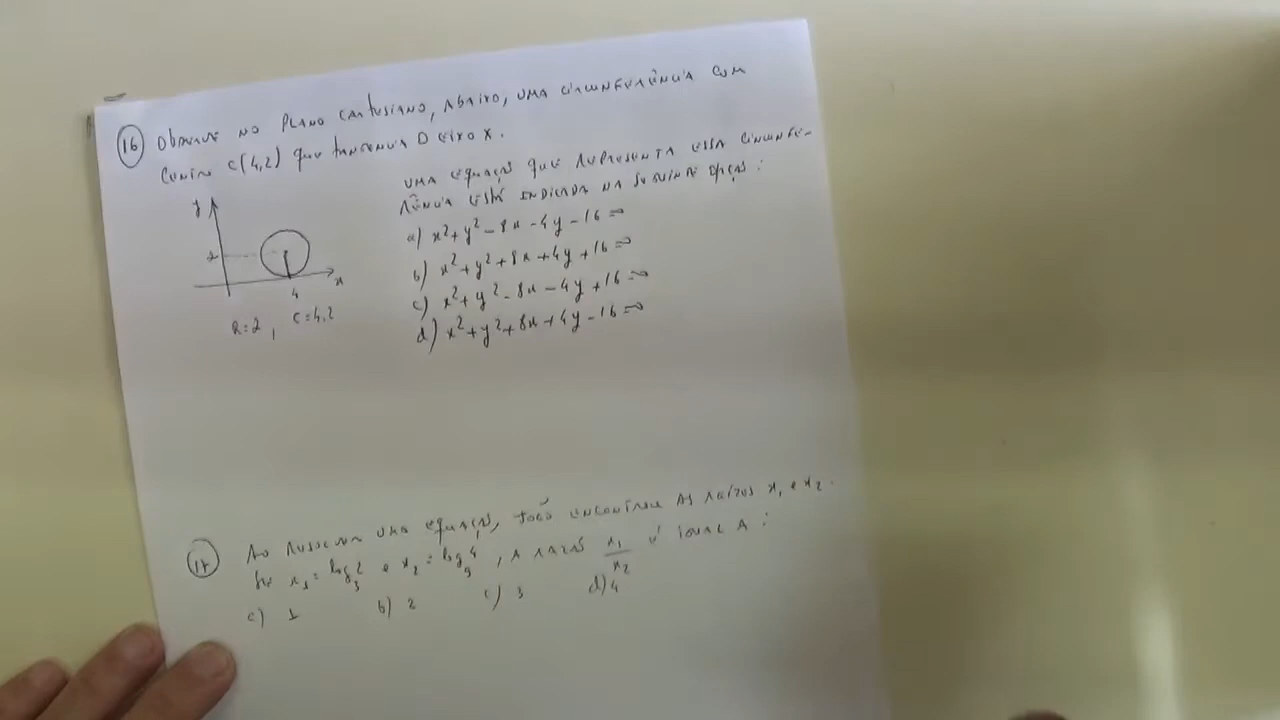 16 Observe no plano cartesiano, abaixo, uma circunferência com
centro C(4,2) que tangencia o eixo x.
Uma equação que representa essa circunfe-
rência está indicada na seguinte opção:
y
2
4
x
R=2, C=4,2
a) x²+y²-8x-4y-16=0
b) x²+y²+8x+4y+16=0
c) x²+y²-8x-4y+16=0
d) x²+y²+8x+4y-16=0
17 Ao resolver uma equação, João encontrou as raízes x₁ e x₂.
Se x₁=log₃2 e x₂=log₉4, a razão x₁/x₂ é igual a:
a) 1 b) 2 c) 3 d) 4